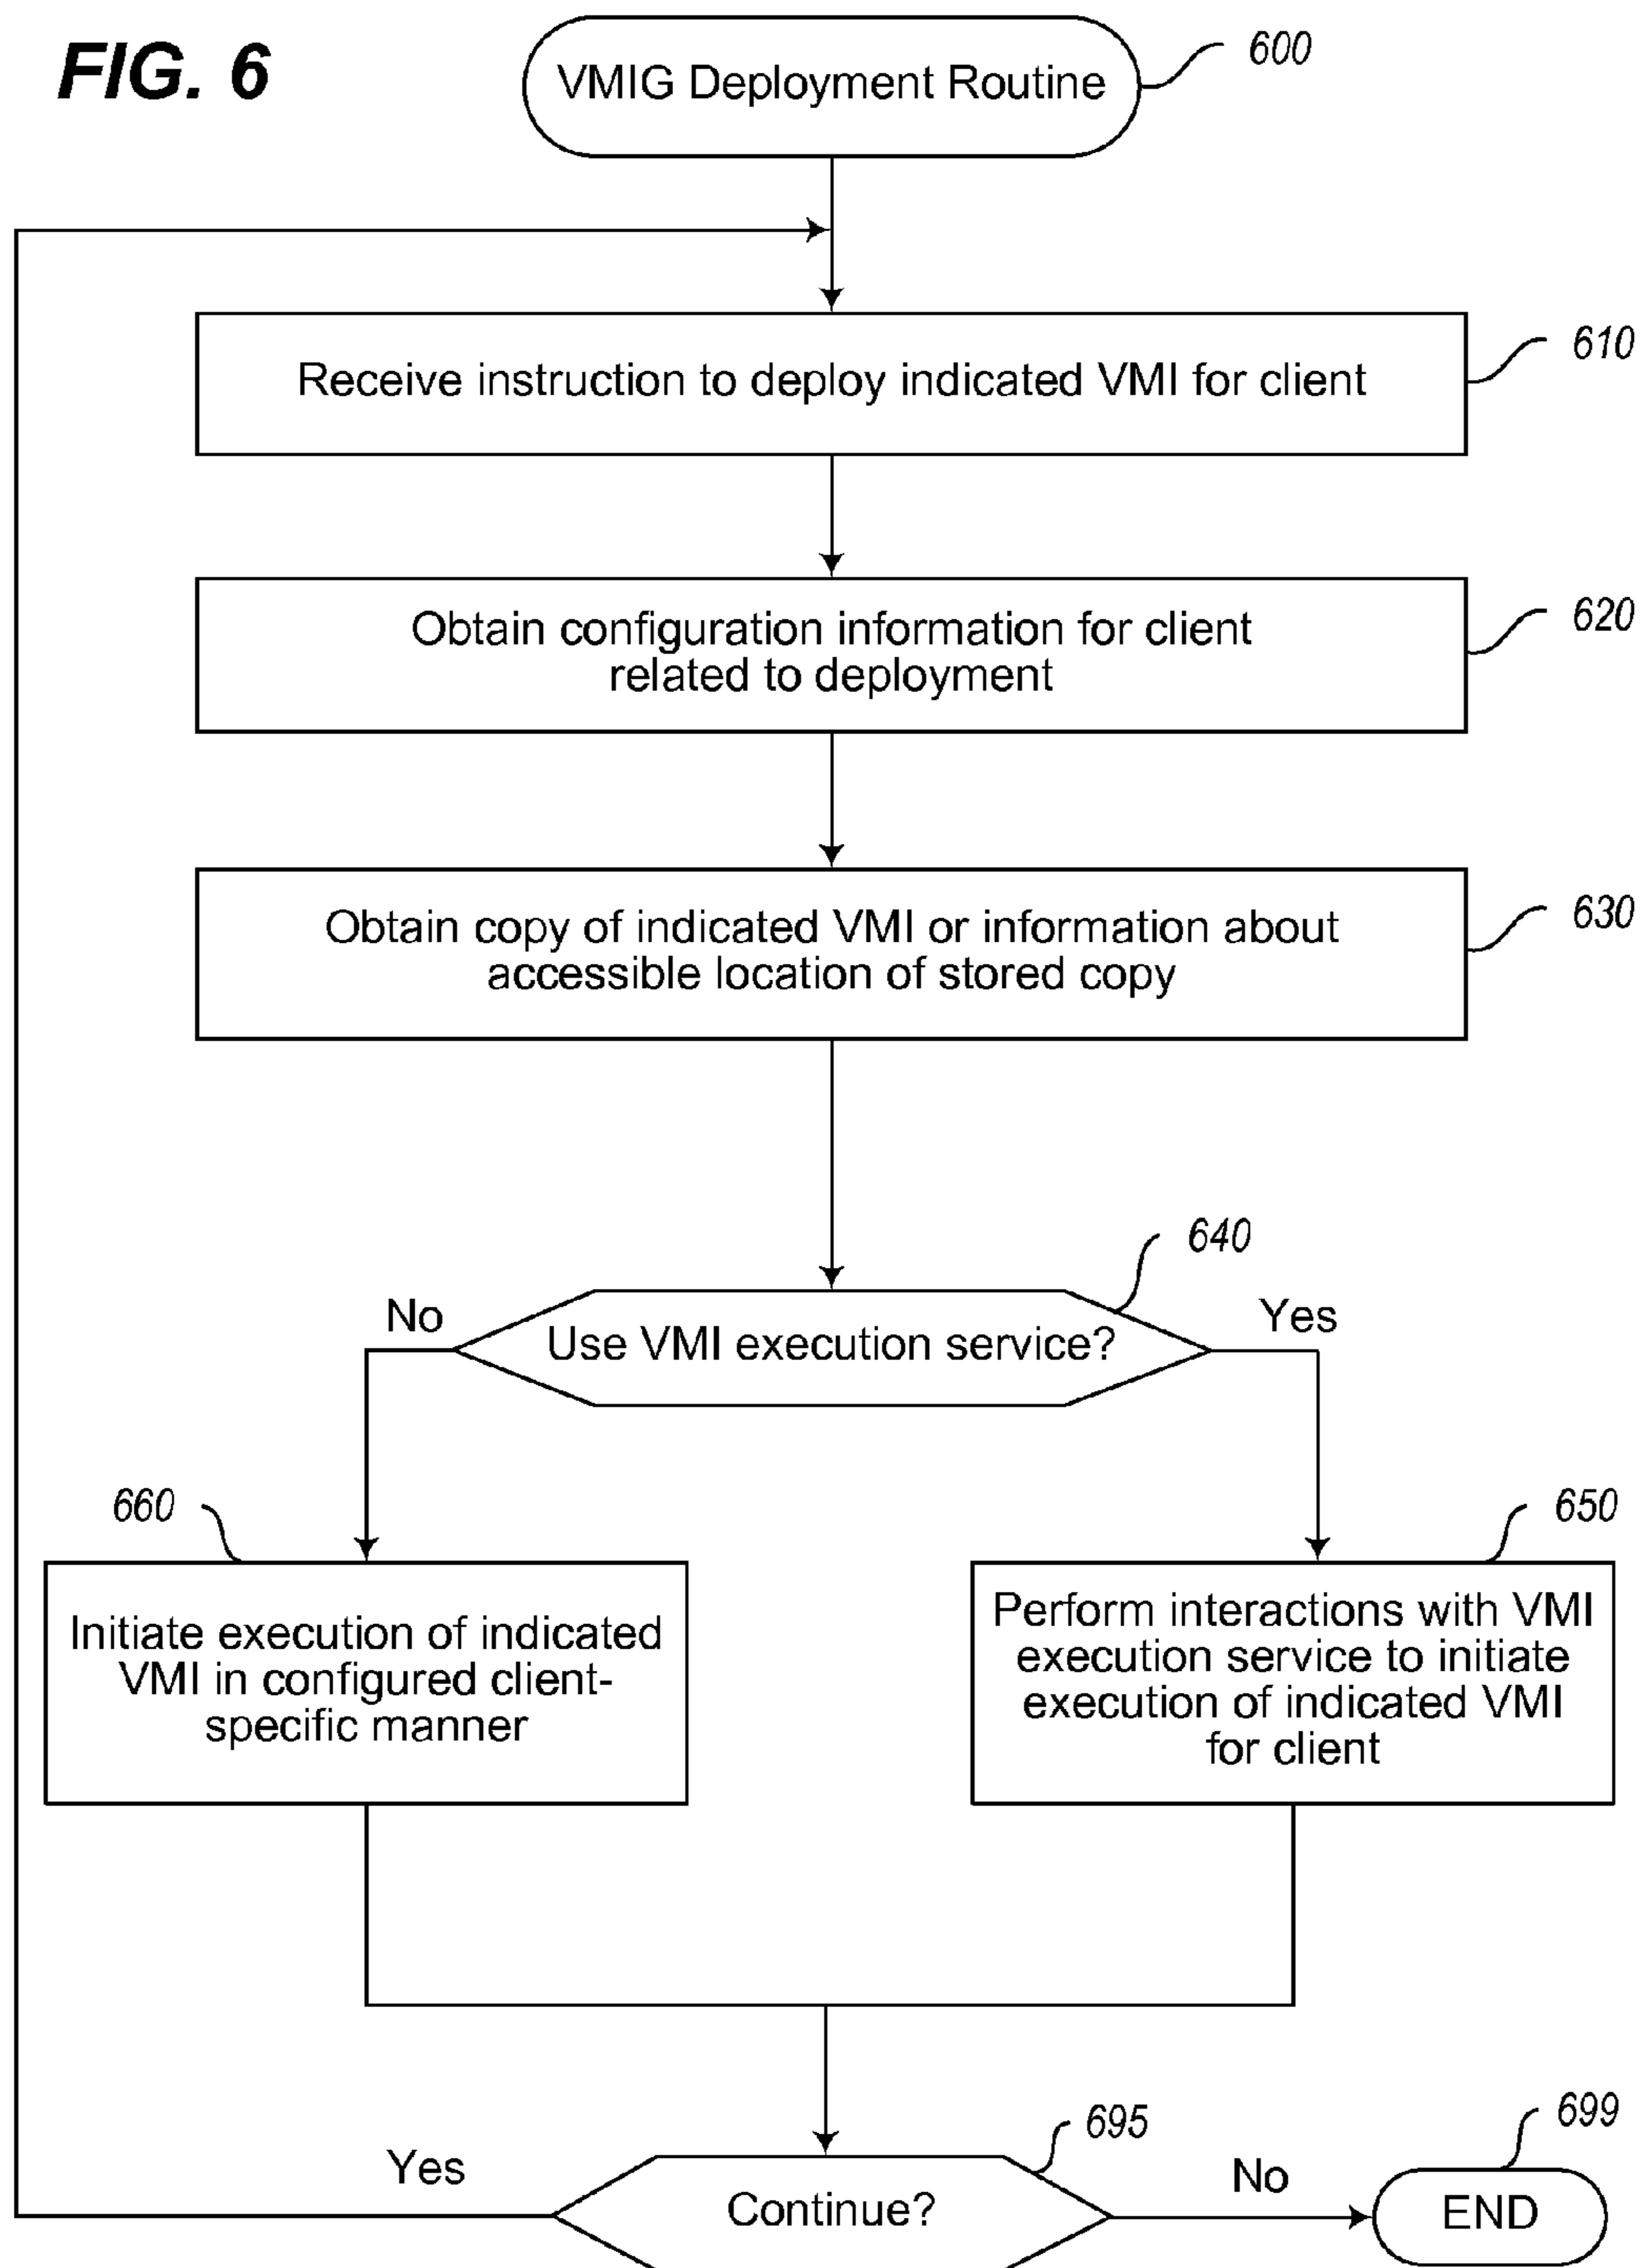 FIG. 6
VMIG Deployment Routine
600
Receive instruction to deploy indicated VMI for client
610
Obtain configuration information for client
related to deployment
620
Obtain copy of indicated VMI or information about
accessible location of stored copy
630
640
No
Use VMI execution service?
Yes
660
650
Initiate execution of indicated
VMI in configured client-
specific manner
Perform interactions with VMI
execution service to initiate
execution of indicated VMI
for client
695
699
Yes
Continue?
No
END